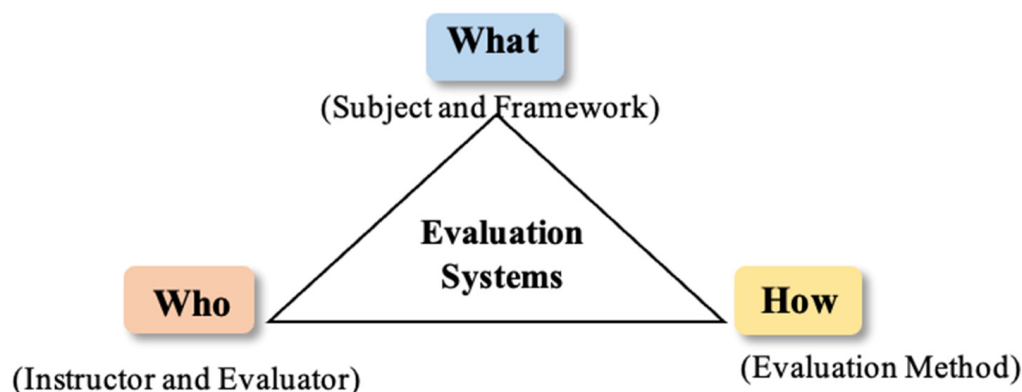 What
(Subject and Framework)
Evaluation
Systems
Who
How
(Instructor and Evaluator)
(Evaluation Method)